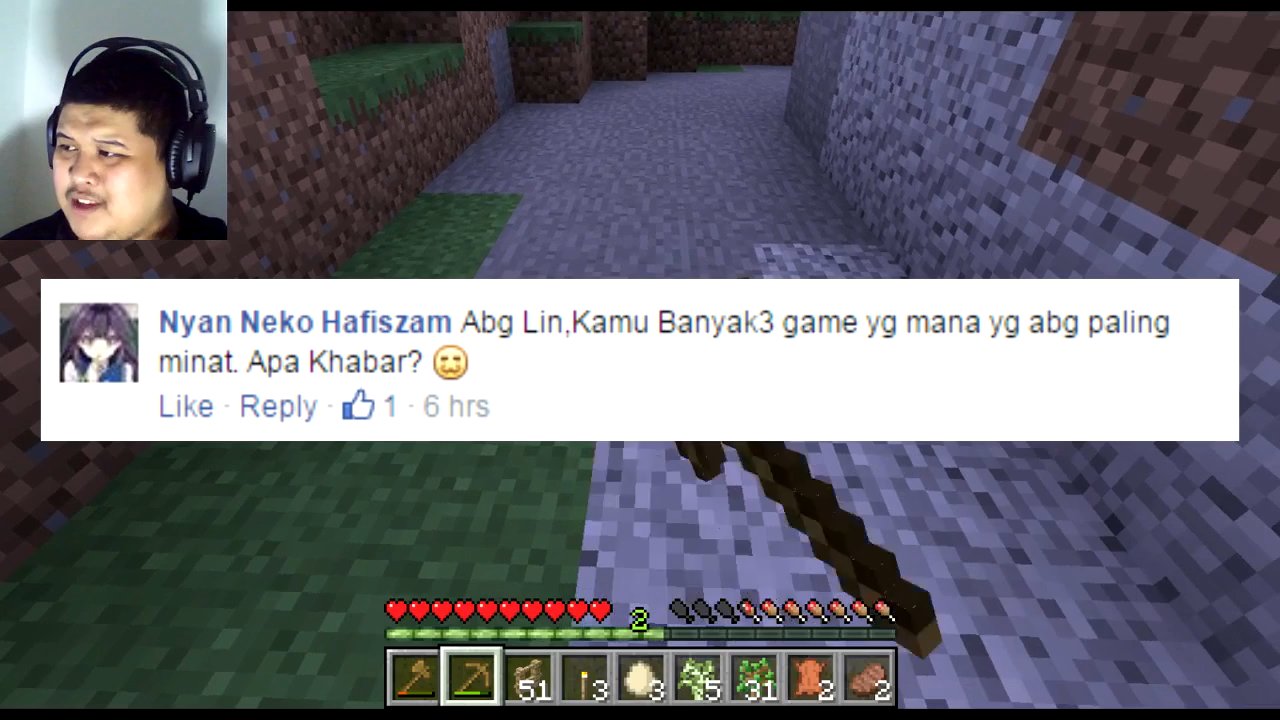 Nyan Neko Hafiszam Abg Lin,Kamu Banyak3 game yg mana yg abg paling
minat. Apa Khabar?
Like · Reply · 1 · 6 hrs
2
51 3 3 5 31 2 2